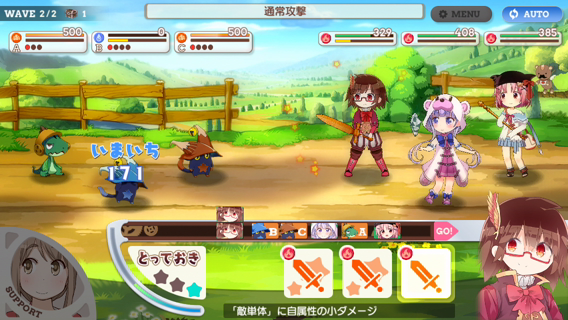 WAVE 2/2 1
通常攻撃
MENU
AUTO
A 500
B 0
C 500
329
408
385
いまいち
171
B C A GO!
とっておき
SUPPORT
「敵単体」に自属性の小ダメージ